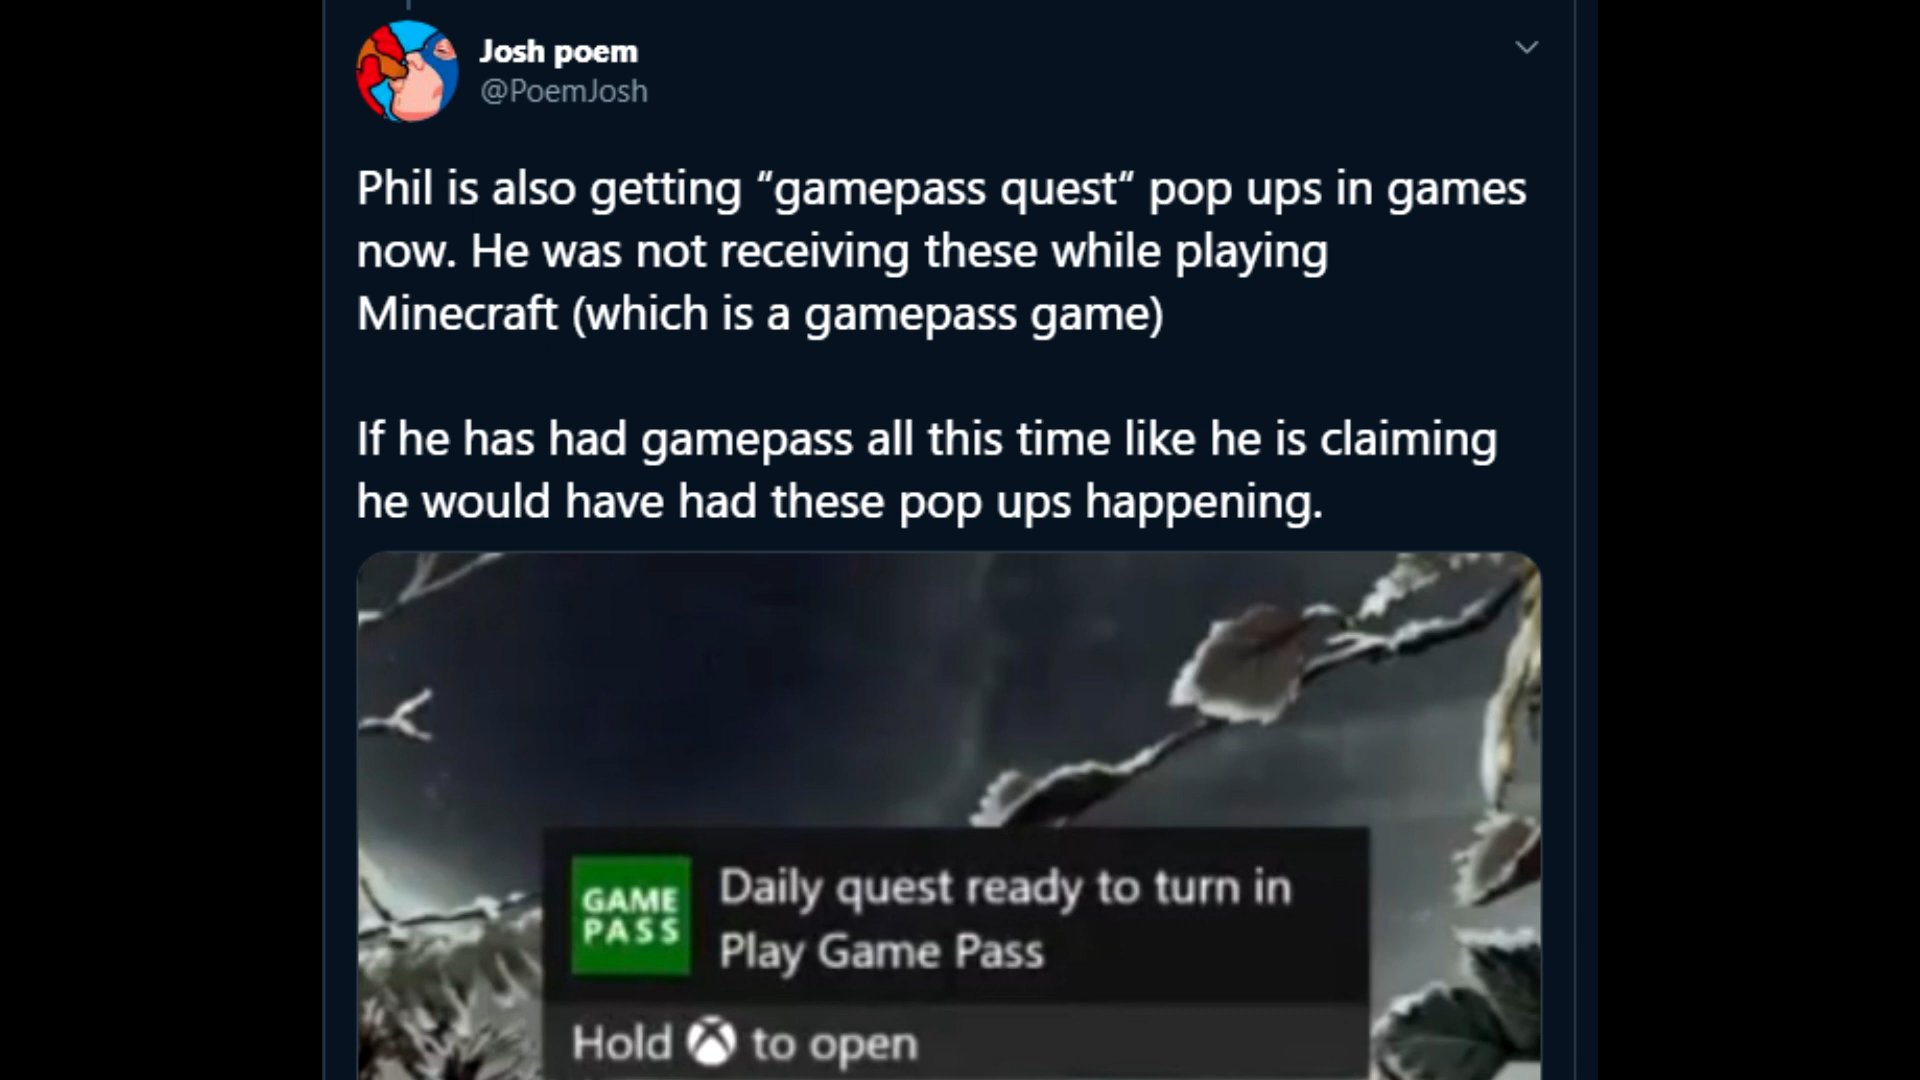 Josh poem
@PoemJosh
Phil is also getting “gamepass quest” pop ups in games
now. He was not receiving these while playing
Minecraft (which is a gamepass game)
If he has had gamepass all this time like he is claiming
he would have had these pop ups happening.
GAME
PASS
Daily quest ready to turn in
Play Game Pass
Hold to open